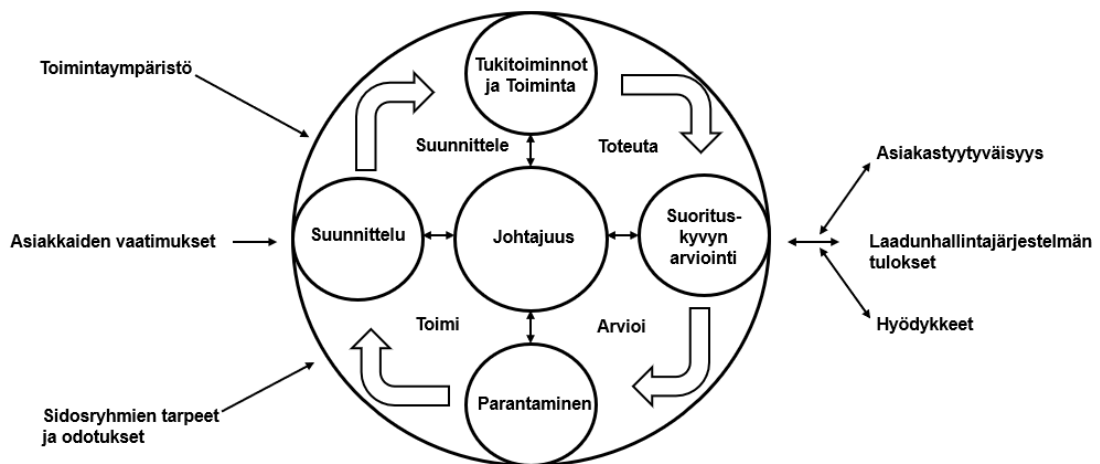 Tukitoiminnot
ja Toiminta
Toimintaympäristö
Suunnittele
Toteuta
Asiakastyytyväisyys
Asiakkaiden vaatimukset
Suunnittelu
Johtajuus
Suoritus-
kyvyn
arviointi
Laadunhallintajärjestelmän
tulokset
Toimi
Arvioi
Hyödykkeet
Parantaminen
Sidosryhmien tarpeet
ja odotukset